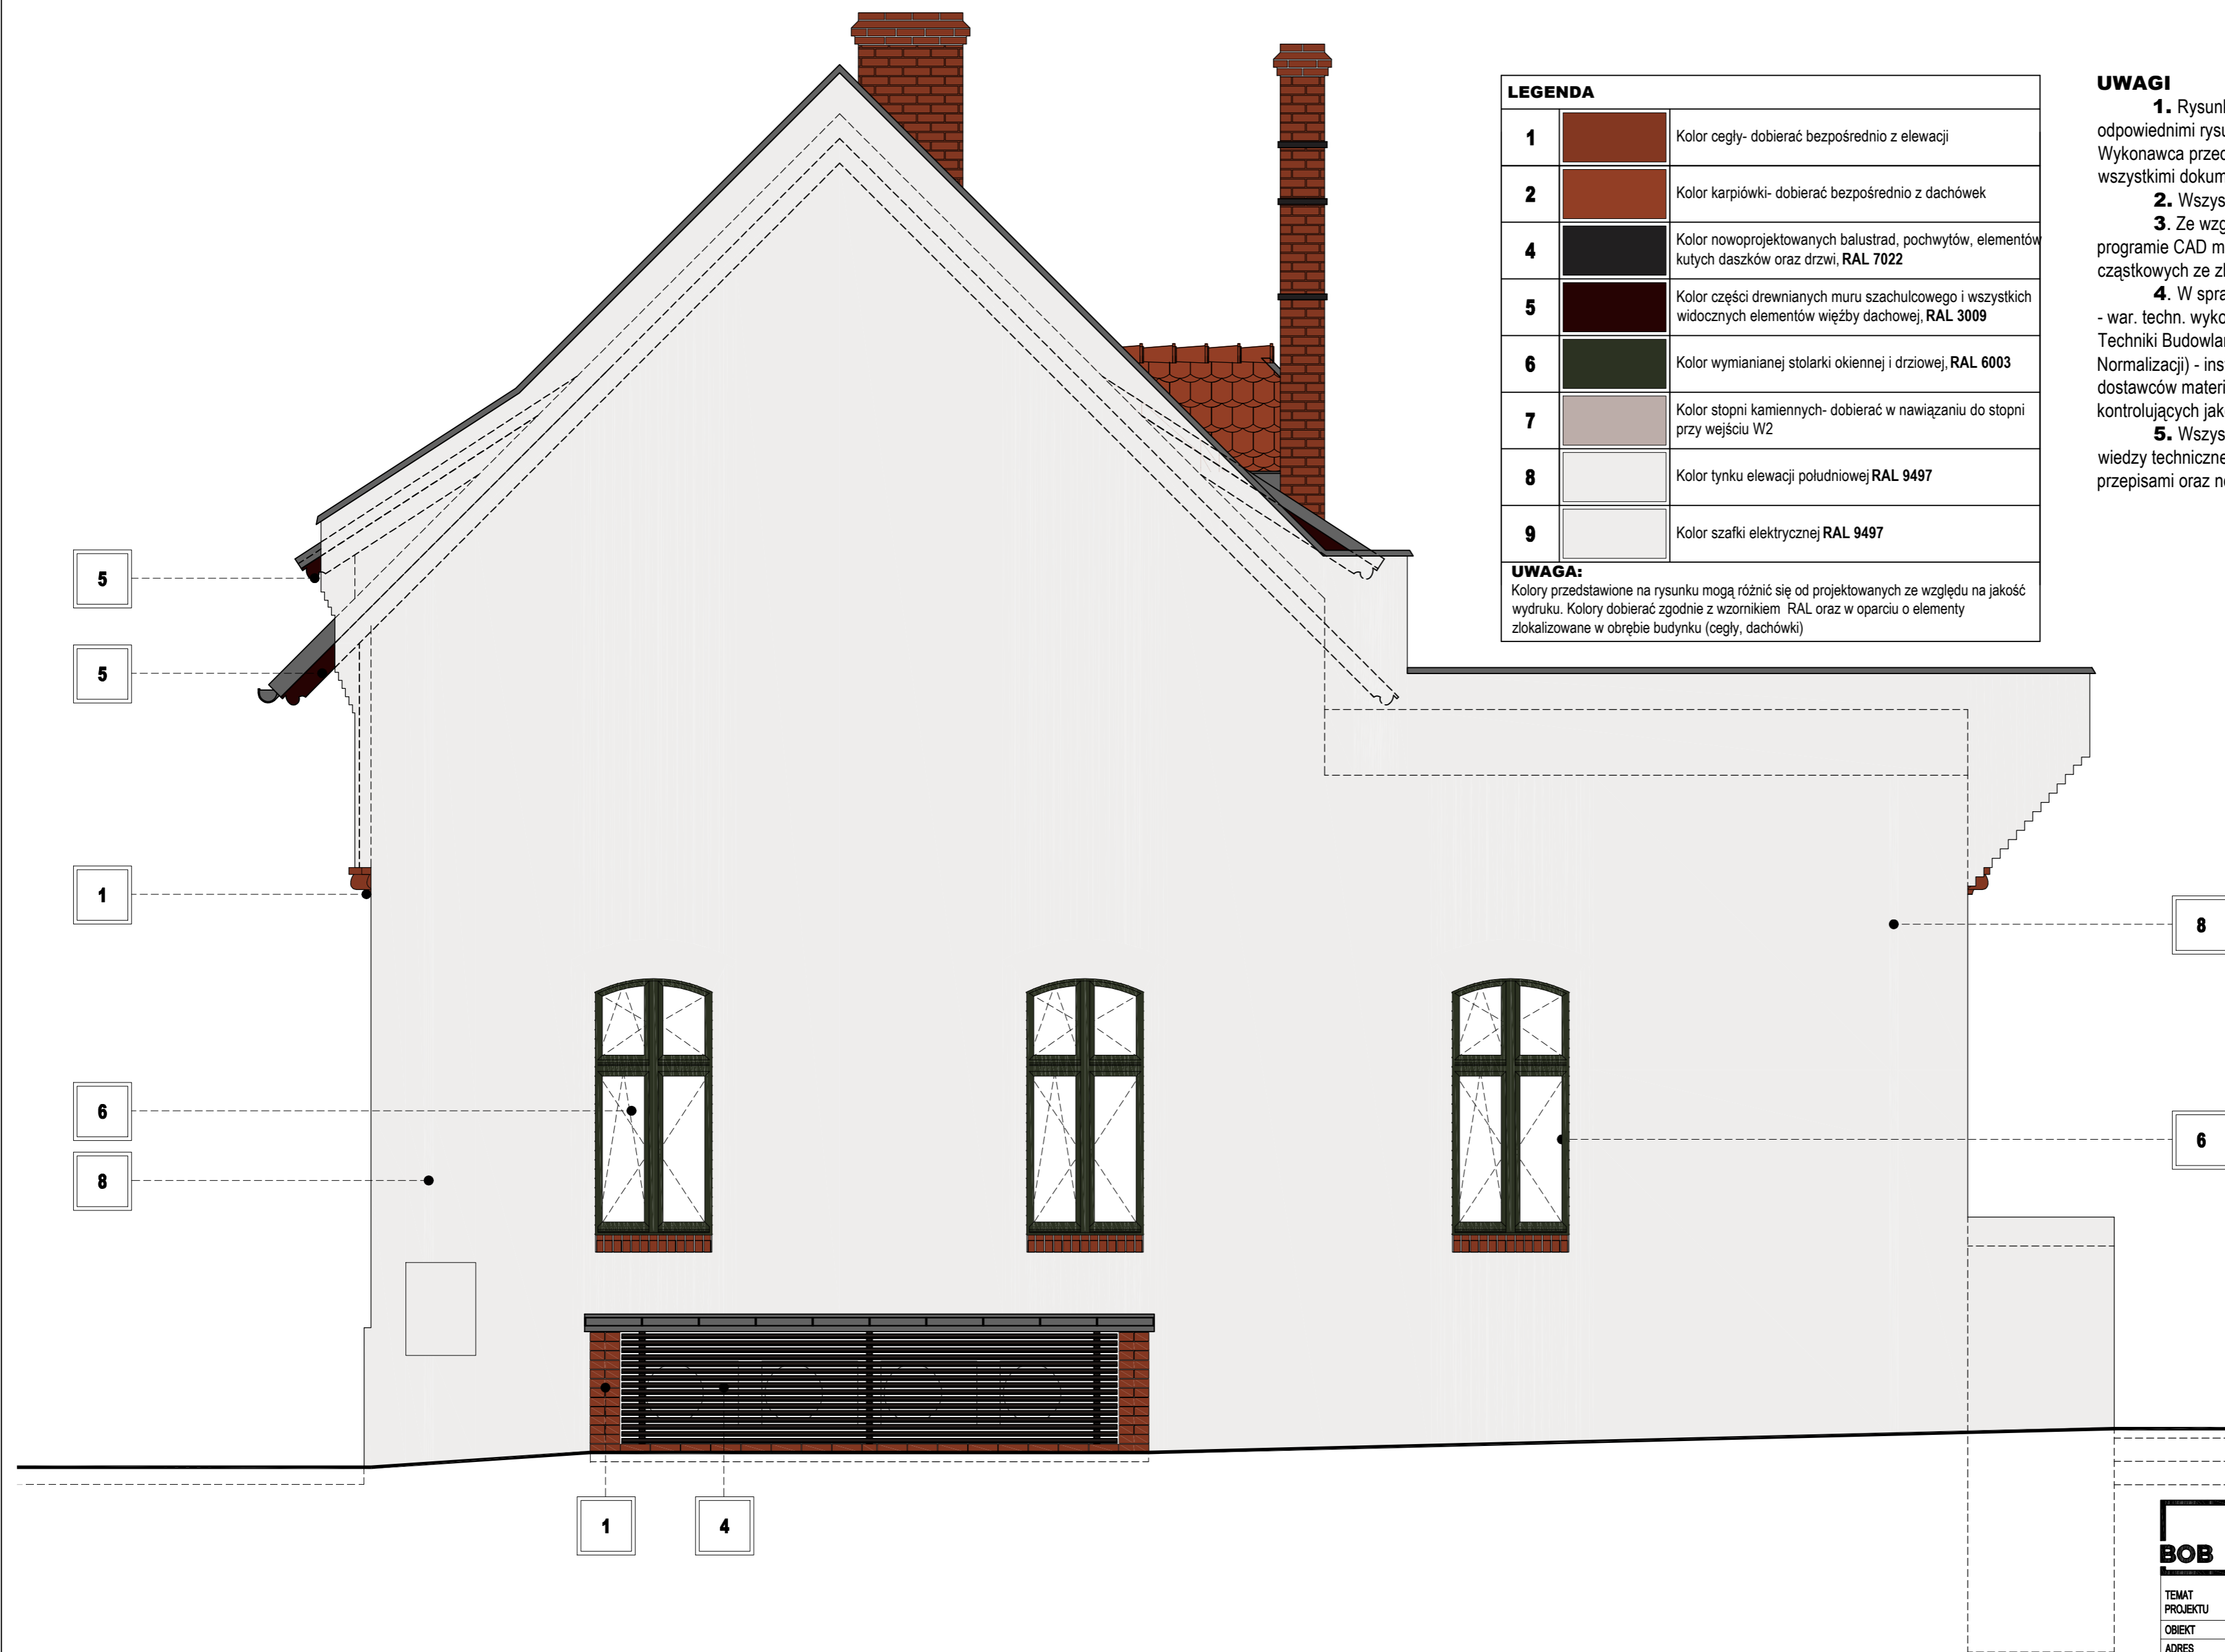 LEGENDA
1 Kolor cegły- dobierać bezpośrednio z elewacji
2 Kolor karpiówki- dobierać bezpośrednio z dachówek
4 Kolor nowoprojektowanych balustrad, pochwytów, elementów
kutych daszków oraz drzwi, RAL 7022
5 Kolor części drewnianych muru szachulcowego i wszystkich
widocznych elementów więźby dachowej, RAL 3009
6 Kolor wymianianej stolarki okiennej i drziowej, RAL 6003
7 Kolor stopni kamiennych- dobierać w nawiązaniu do stopni
przy wejściu W2
8 Kolor tynku elewacji południowej RAL 9497
9 Kolor szafki elektrycznej RAL 9497
UWAGA:
Kolory przedstawione na rysunku mogą różnić się od projektowanych ze względu na jakość
wydruku. Kolory dobierać zgodnie z wzornikiem RAL oraz w oparciu o elementy
zlokalizowane w obrębie budynku (cegły, dachówki)
UWAGI
1.
odpowiednimi
Wykonawca
wszystkimi
2.
3. Ze
programie CAD
cząstkowych ze
4. W
- war. techn.
Techniki
Normalizacji) -
dostawców
kontrolujących
5.
wiedzy
przepisami oraz
5
5
1
6
8
8
6
1
4
BOB
TEMAT
PROJEKTU
OBIEKT
ADRES